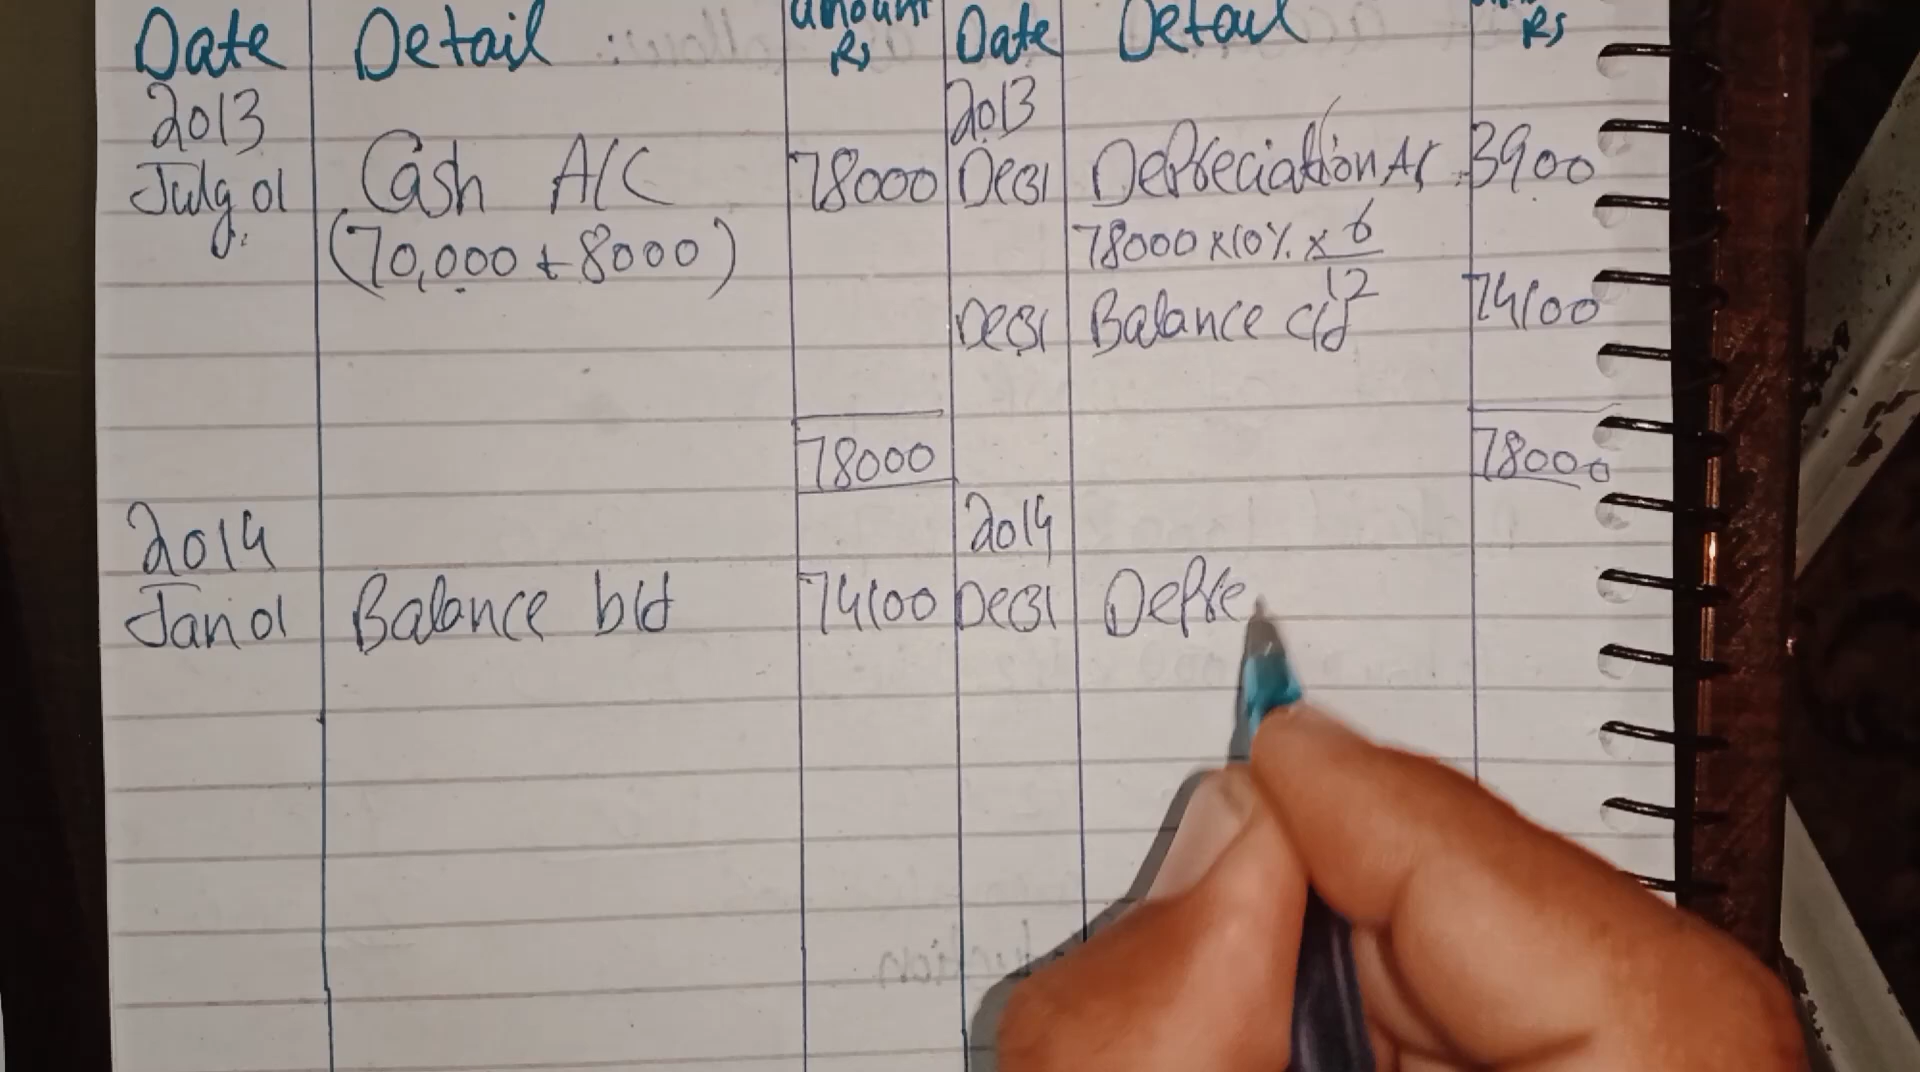 Date Detail amount Rs Date Detail Rs
2013 2013
July 01 Cash A/C 78000 Dec31 Depreciation A/c 3900
(70,000 + 8000) 78000 x 10% x 6/12
Dec31 Balance c/d 74100
78000 78000
2014 2014
Jan 01 Balance b/d 74100 Dec31 Depre